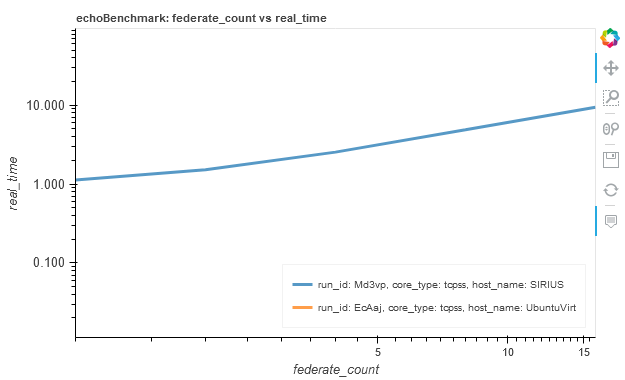 echoBenchmark: federate_count vs real_time
10.000
1.000
0.100
real_time
run_id: Md3vp, core_type: tcpss, host_name: SIRIUS
run_id: EcAaj, core_type: tcpss, host_name: UbuntuVirt
5
10
15
federate_count